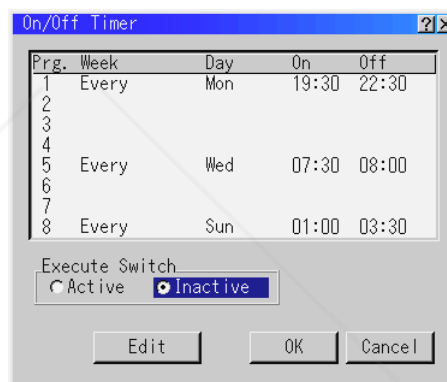 On/Off Timer ? ×
Prg. Week Day On Off
1 Every Mon 19:30 22:30
2
3
4
5 Every Wed 07:30 08:00
6
7
8 Every Sun 01:00 03:30
Execute Switch
Active Inactive
Edit OK Cancel